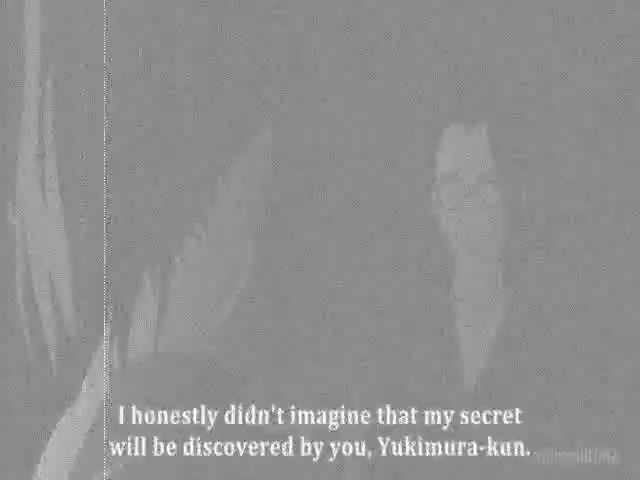 I honestly didn't imagine that my secret
will be discovered by you, Yukimura-kun.